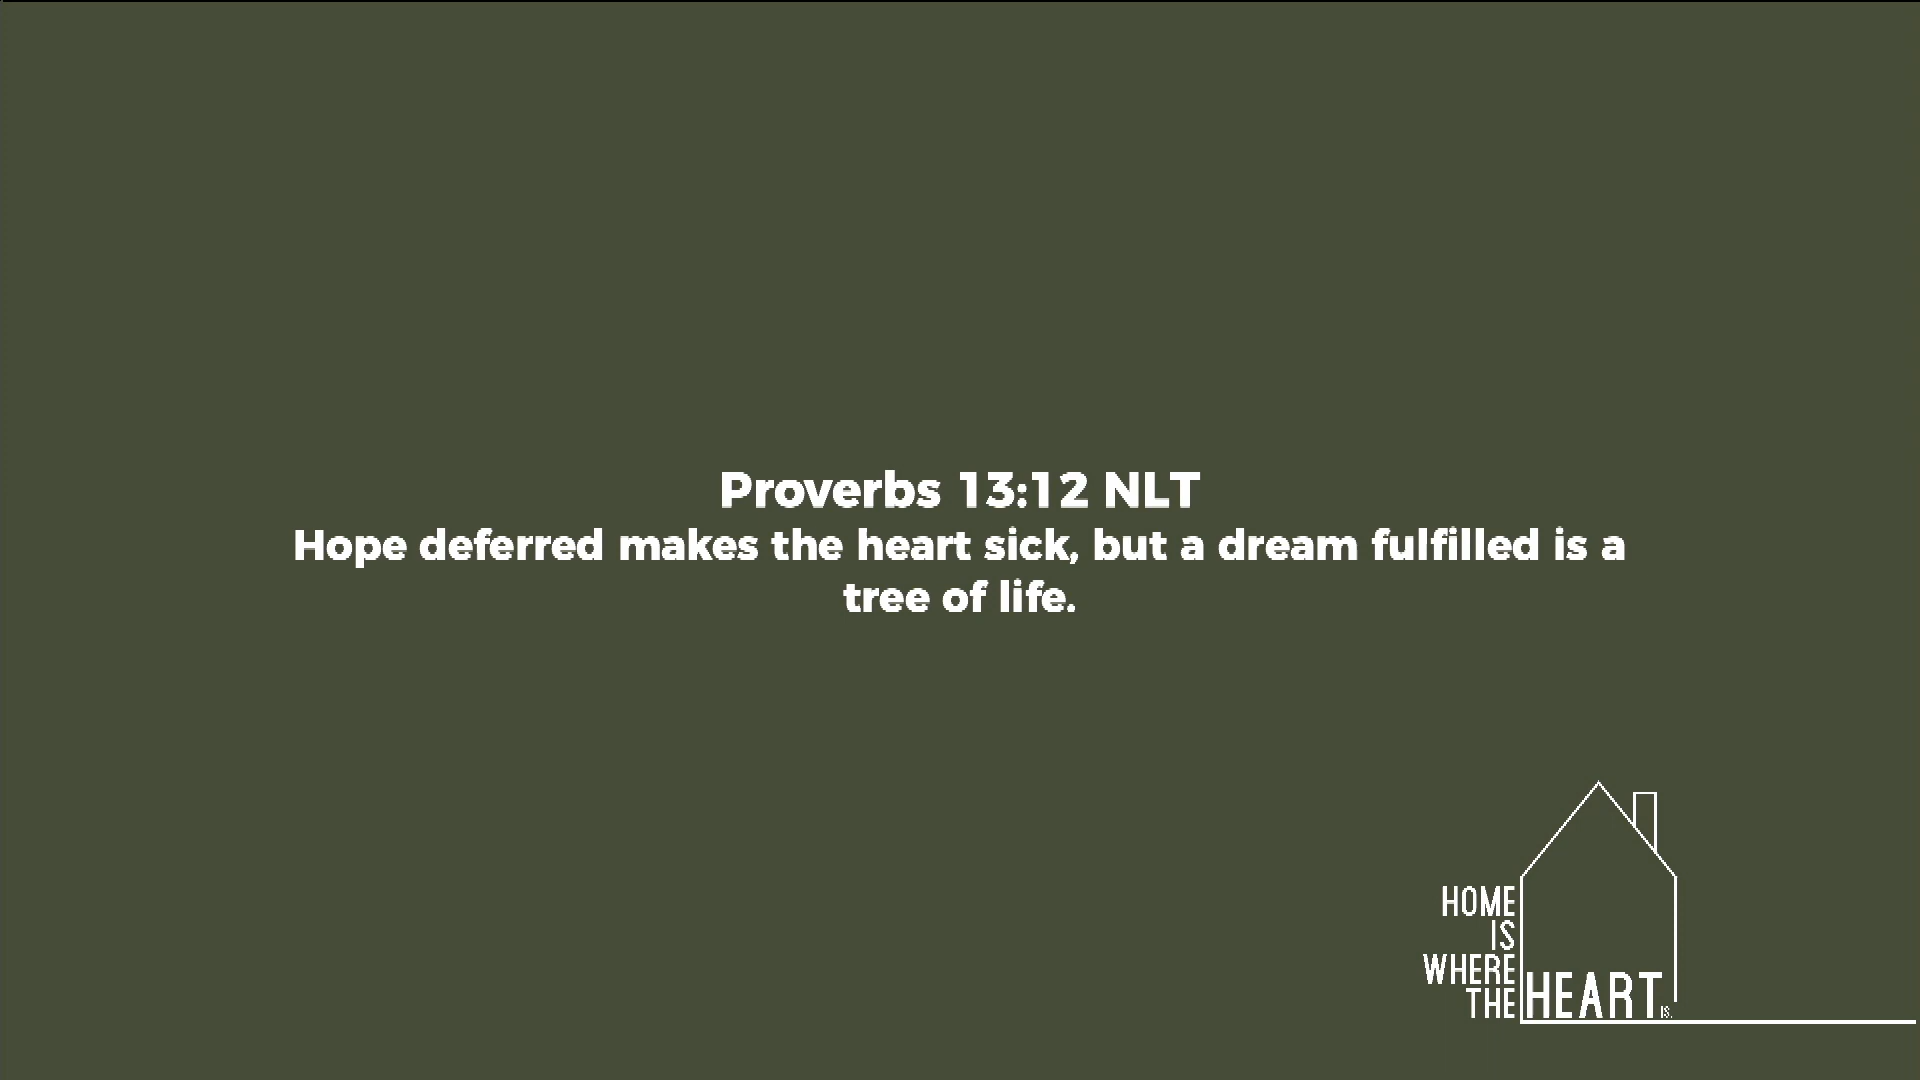 Proverbs 13:12 NLT
Hope deferred makes the heart sick, but a dream fulfilled is a
tree of life.
HOME
IS
WHERE
THE HEART IS.